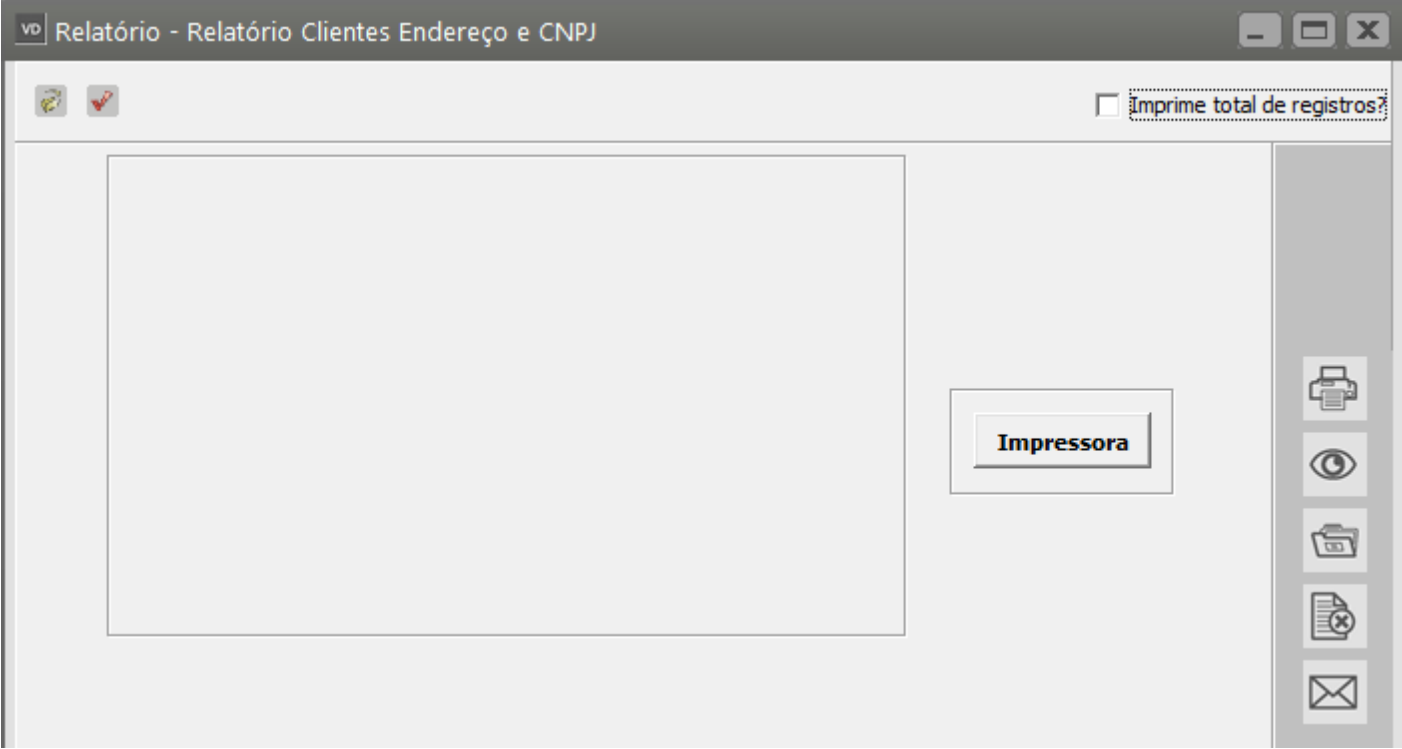 VD Relatório - Relatório Clientes Endereço e CNPJ
Imprime total de registros?
Impressora